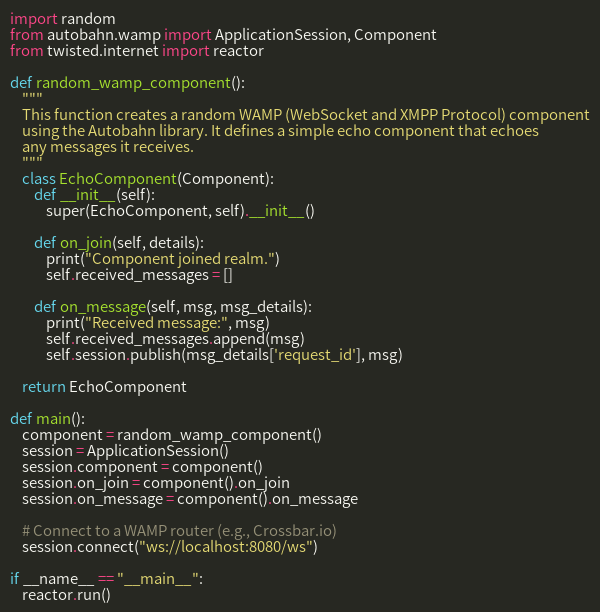 import random
from autobahn.wamp import ApplicationSession, Component
from twisted.internet import reactor

def random_wamp_component():
    """
    This function creates a random WAMP (WebSocket and XMPP Protocol) component
    using the Autobahn library. It defines a simple echo component that echoes
    any messages it receives.
    """
    class EchoComponent(Component):
        def __init__(self):
            super(EchoComponent, self).__init__()

        def on_join(self, details):
            print("Component joined realm.")
            self.received_messages = []

        def on_message(self, msg, msg_details):
            print("Received message:", msg)
            self.received_messages.append(msg)
            self.session.publish(msg_details['request_id'], msg)

    return EchoComponent

def main():
    component = random_wamp_component()
    session = ApplicationSession()
    session.component = component()
    session.on_join = component().on_join
    session.on_message = component().on_message

    # Connect to a WAMP router (e.g., Crossbar.io)
    session.connect("ws://localhost:8080/ws")

if __name__ == "__main__":
    reactor.run()